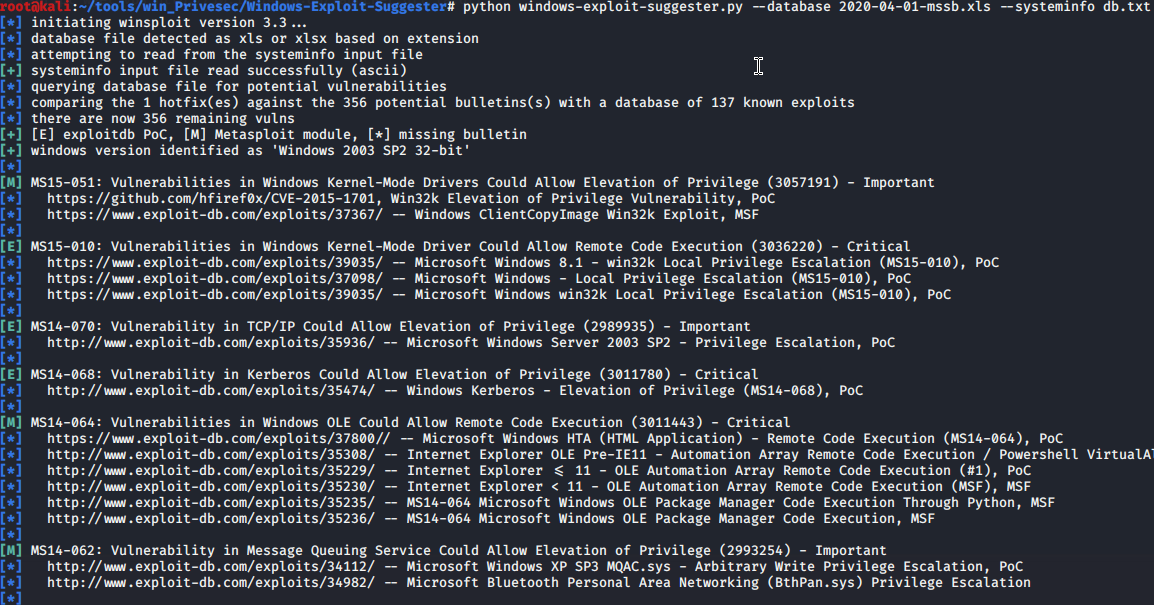 root@kali:~/tools/win_Privesc/Windows-Exploit-Suggester# python windows-exploit-suggester.py --database 2020-04-01-mssb.xls --systeminfo db.txt
[*] initiating winsploit version 3.3...
[*] database file detected as xls or xlsx based on extension
[*] attempting to read from the systeminfo input file
[+] systeminfo input file read successfully (ascii)
[*] querying database file for potential vulnerabilities
[*] comparing the 1 hotfix(es) against the 356 potential bulletins(s) with a database of 137 known exploits
[*] there are now 356 remaining vulns
[+] [E] exploitdb PoC, [M] Metasploit module, [*] missing bulletin
[+] windows version identified as 'Windows 2003 SP2 32-bit'
[*]
[M] MS15-051: Vulnerabilities in Windows Kernel-Mode Drivers Could Allow Elevation of Privilege (3057191) - Important
[*]   https://github.com/hfiref0x/CVE-2015-1701, Win32k Elevation of Privilege Vulnerability, PoC
[*]   https://www.exploit-db.com/exploits/37367/ -- Windows ClientCopyImage Win32k Exploit, MSF
[*]
[E] MS15-010: Vulnerabilities in Windows Kernel-Mode Driver Could Allow Remote Code Execution (3036220) - Critical
[*]   https://www.exploit-db.com/exploits/39035/ -- Microsoft Windows 8.1 - win32k Local Privilege Escalation (MS15-010), PoC
[*]   https://www.exploit-db.com/exploits/37098/ -- Microsoft Windows - Local Privilege Escalation (MS15-010), PoC
[*]   https://www.exploit-db.com/exploits/39035/ -- Microsoft Windows win32k Local Privilege Escalation (MS15-010), PoC
[*]
[E] MS14-070: Vulnerability in TCP/IP Could Allow Elevation of Privilege (2989935) - Important
[*]   http://www.exploit-db.com/exploits/35936/ -- Microsoft Windows Server 2003 SP2 - Privilege Escalation, PoC
[*]
[E] MS14-068: Vulnerability in Kerberos Could Allow Elevation of Privilege (3011780) - Critical
[*]   http://www.exploit-db.com/exploits/35474/ -- Windows Kerberos - Elevation of Privilege (MS14-068), PoC
[*]
[M] MS14-064: Vulnerabilities in Windows OLE Could Allow Remote Code Execution (3011443) - Critical
[*]   https://www.exploit-db.com/exploits/37800// -- Microsoft Windows HTA (HTML Application) - Remote Code Execution (MS14-064), PoC
[*]   http://www.exploit-db.com/exploits/35308/ -- Internet Explorer OLE Pre-IE11 - Automation Array Remote Code Execution / Powershell VirtualAl
[*]   http://www.exploit-db.com/exploits/35229/ -- Internet Explorer <= 11 - OLE Automation Array Remote Code Execution (#1), PoC
[*]   http://www.exploit-db.com/exploits/35230/ -- Internet Explorer < 11 - OLE Automation Array Remote Code Execution (MSF), MSF
[*]   http://www.exploit-db.com/exploits/35235/ -- MS14-064 Microsoft Windows OLE Package Manager Code Execution Through Python, MSF
[*]   http://www.exploit-db.com/exploits/35236/ -- MS14-064 Microsoft Windows OLE Package Manager Code Execution, MSF
[*]
[M] MS14-062: Vulnerability in Message Queuing Service Could Allow Elevation of Privilege (2993254) - Important
[*]   http://www.exploit-db.com/exploits/34112/ -- Microsoft Windows XP SP3 MQAC.sys - Arbitrary Write Privilege Escalation, PoC
[*]   http://www.exploit-db.com/exploits/34982/ -- Microsoft Bluetooth Personal Area Networking (BthPan.sys) Privilege Escalation
[*]